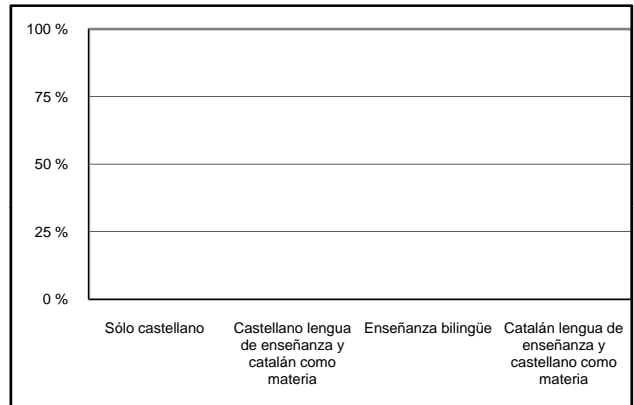 100 %
75 %
50 %
25 %
0 %
Sólo castellano
Castellano lengua
de enseñanza y
catalán como
materia
Enseñanza bilingüe
Catalán lengua de
enseñanza y
castellano como
materia